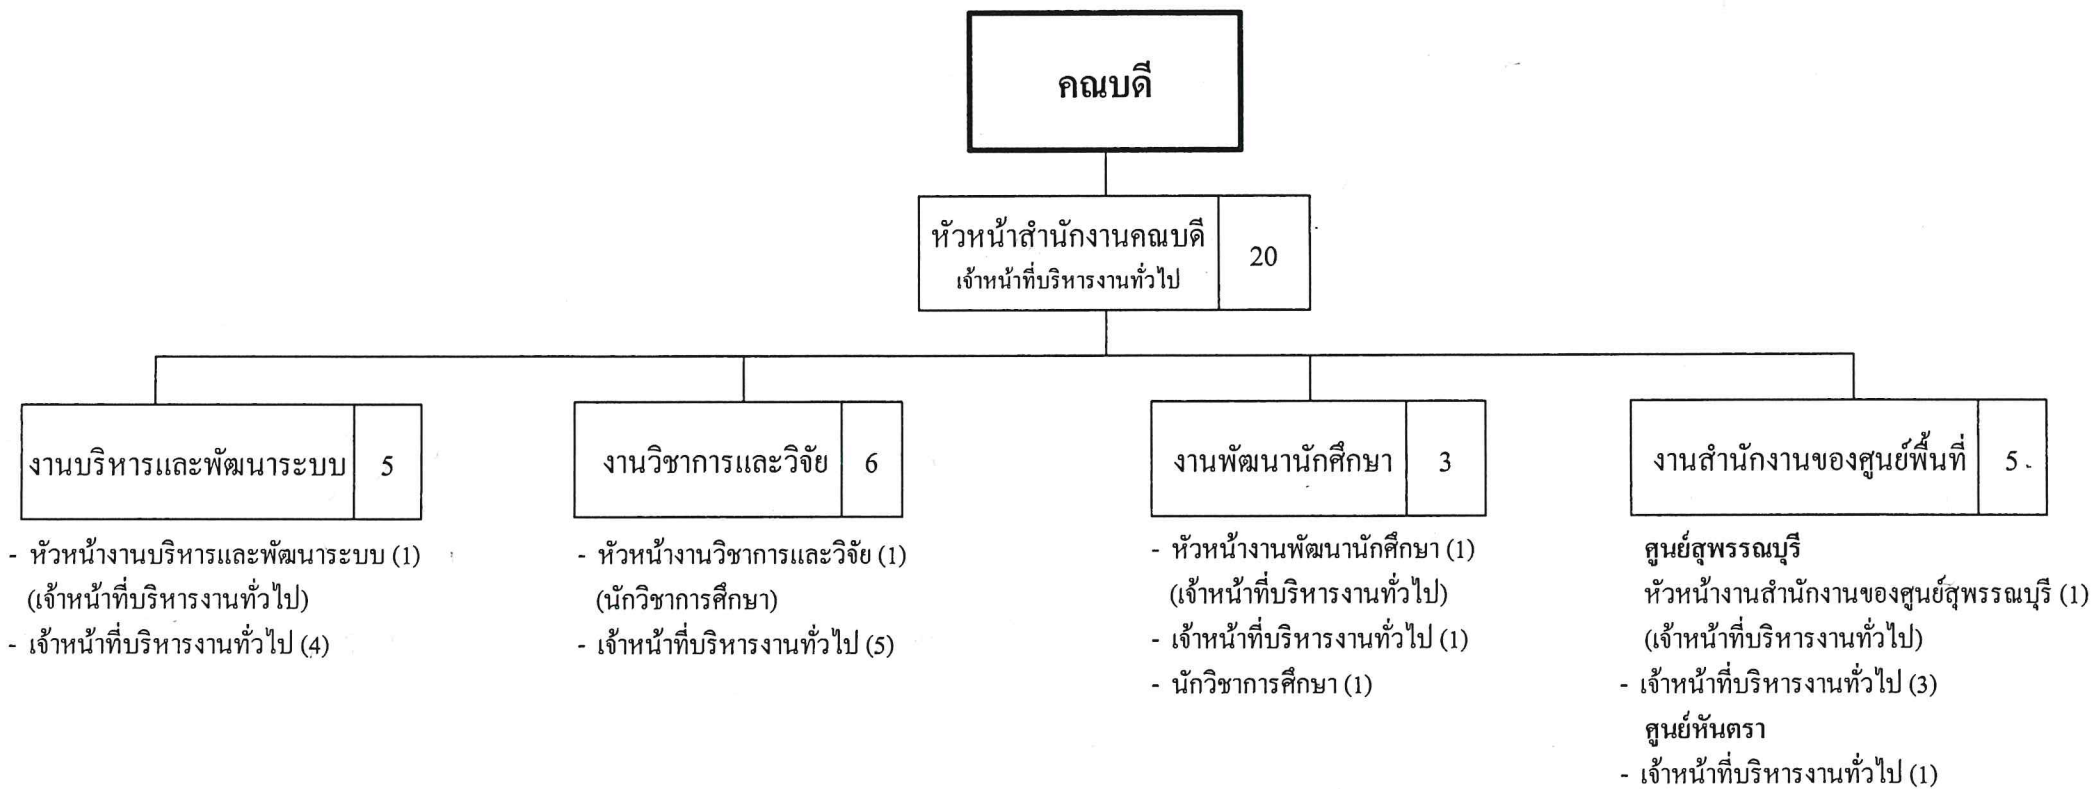 คณบดี
หัวหน้าสำนักงานคณบดี
เจ้าหน้าที่บริหารงานทั่วไป
20
งานบริหารและพัฒนาระบบ
5
- หัวหน้างานบริหารและพัฒนาระบบ (1)
(เจ้าหน้าที่บริหารงานทั่วไป)
- เจ้าหน้าที่บริหารงานทั่วไป (4)
งานวิชาการและวิจัย
6
- หัวหน้างานวิชาการและวิจัย (1)
(นักวิชาการศึกษา)
- เจ้าหน้าที่บริหารงานทั่วไป (5)
งานพัฒนานักศึกษา
3
- หัวหน้างานพัฒนานักศึกษา (1)
(เจ้าหน้าที่บริหารงานทั่วไป)
- เจ้าหน้าที่บริหารงานทั่วไป (1)
- นักวิชาการศึกษา (1)
งานสำนักงานของศูนย์พื้นที่
5
ศูนย์สุพรรณบุรี
หัวหน้างานสำนักงานของศูนย์สุพรรณบุรี (1)
(เจ้าหน้าที่บริหารงานทั่วไป)
- เจ้าหน้าที่บริหารงานทั่วไป (3)
ศูนย์หันตรา
- เจ้าหน้าที่บริหารงานทั่วไป (1)